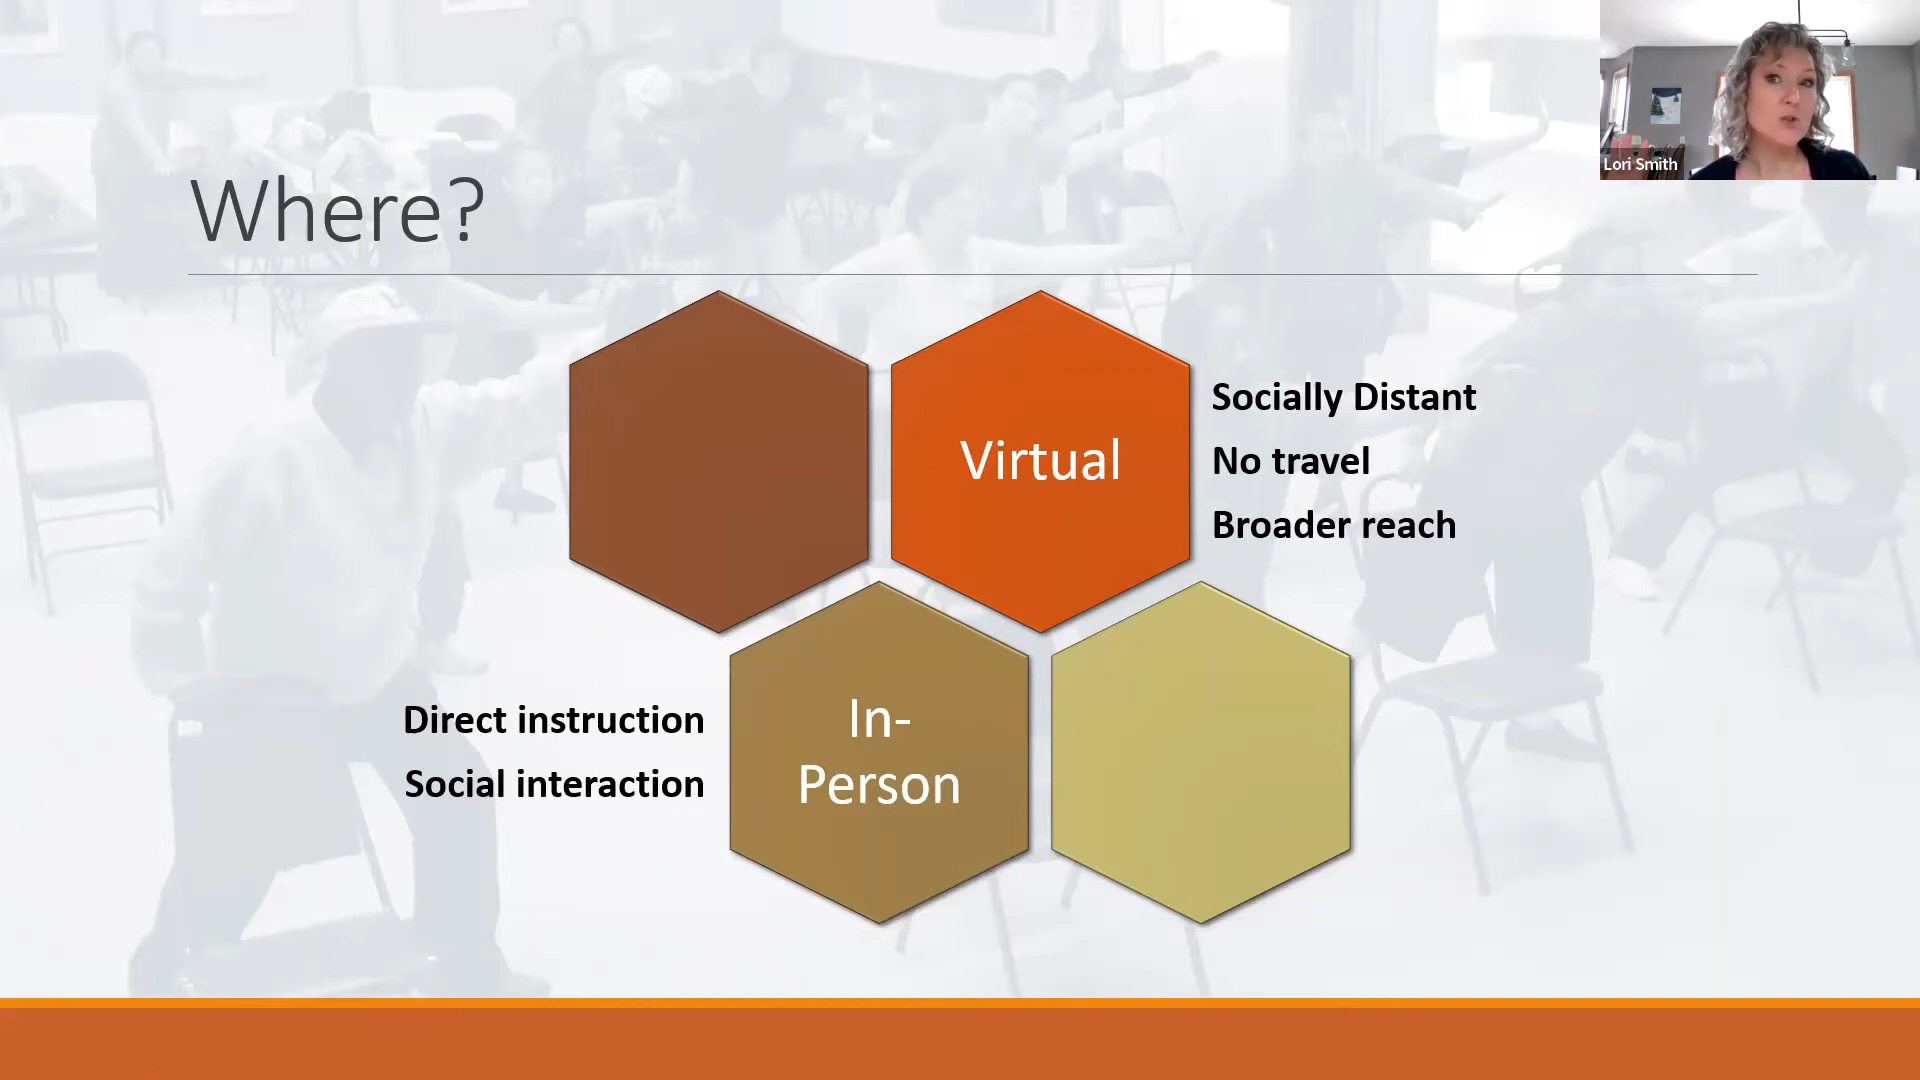 Where?
Lori Smith
Virtual
Socially Distant
No travel
Broader reach
Direct instruction
Social interaction
In-
Person